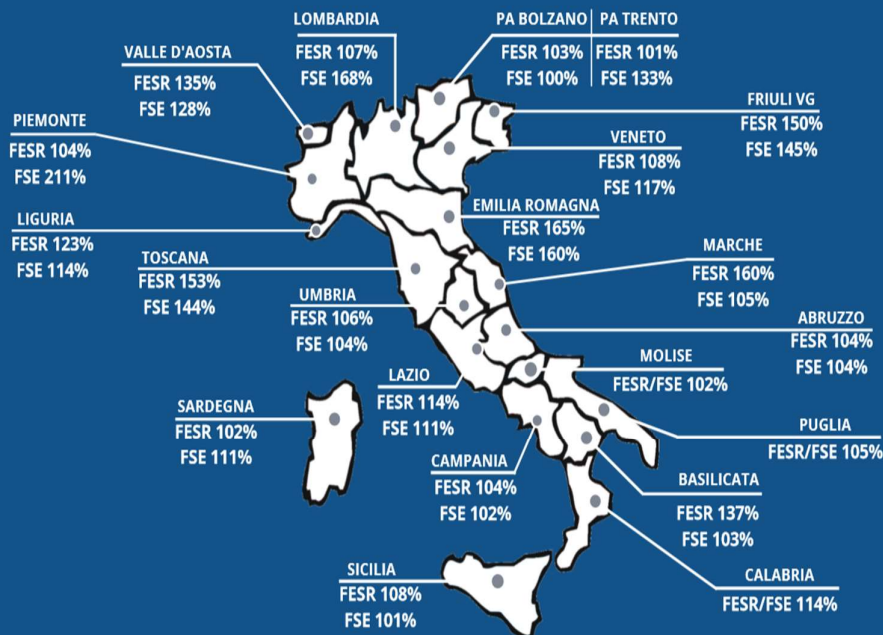 LOMBARDIA
FESR 107%
FSE 168%
PA BOLZANO
FESR 103%
FSE 100%
PA TRENTO
FESR 101%
FSE 133%
VALLE D'AOSTA
FESR 135%
FSE 128%
FRIULI VG
FESR 150%
FSE 145%
PIEMONTE
FESR 104%
FSE 211%
VENETO
FESR 108%
FSE 117%
LIGURIA
FESR 123%
FSE 114%
EMILIA ROMAGNA
FESR 165%
FSE 160%
TOSCANA
FESR 153%
FSE 144%
MARCHE
FESR 160%
FSE 105%
UMBRIA
FESR 106%
FSE 104%
ABRUZZO
FESR 104%
FSE 104%
MOLISE
FESR/FSE 102%
LAZIO
FESR 114%
FSE 111%
SARDEGNA
FESR 102%
FSE 111%
PUGLIA
FESR/FSE 105%
CAMPANIA
FESR 104%
FSE 102%
BASILICATA
FESR 137%
FSE 103%
SICILIA
FESR 108%
FSE 101%
CALABRIA
FESR/FSE 114%